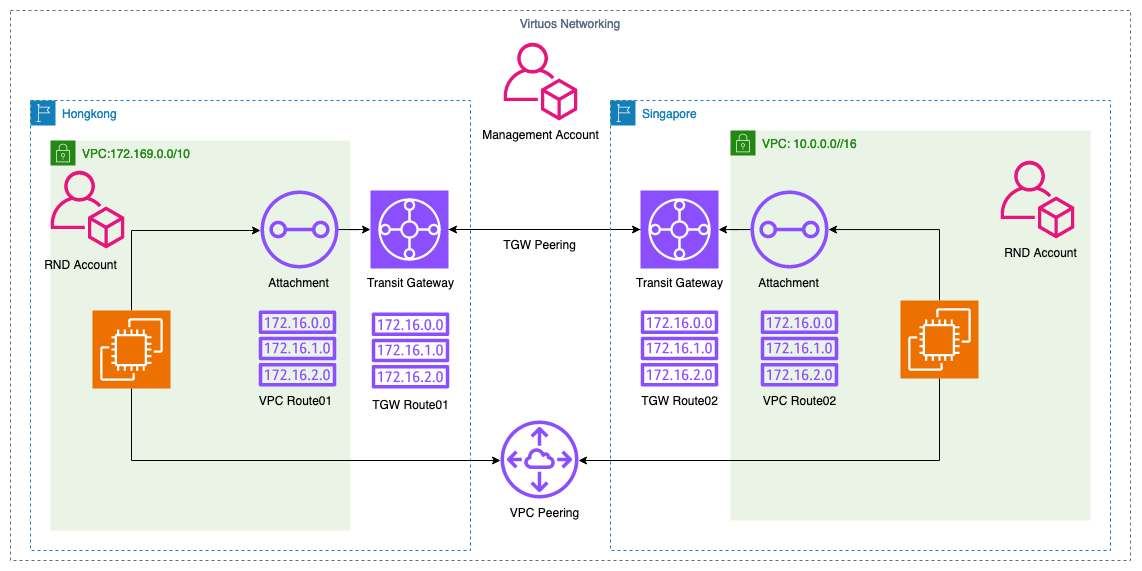 Virtuos Networking
Management Account
Hongkong
VPC:172.169.0.0/10
RND Account
Attachment
Transit Gateway
172.16.0.0
172.16.1.0
172.16.2.0
VPC Route01
172.16.0.0
172.16.1.0
172.16.2.0
TGW Route01
TGW Peering
VPC Peering
Singapore
VPC: 10.0.0.0//16
RND Account
Transit Gateway
Attachment
172.16.0.0
172.16.1.0
172.16.2.0
TGW Route02
172.16.0.0
172.16.1.0
172.16.2.0
VPC Route02